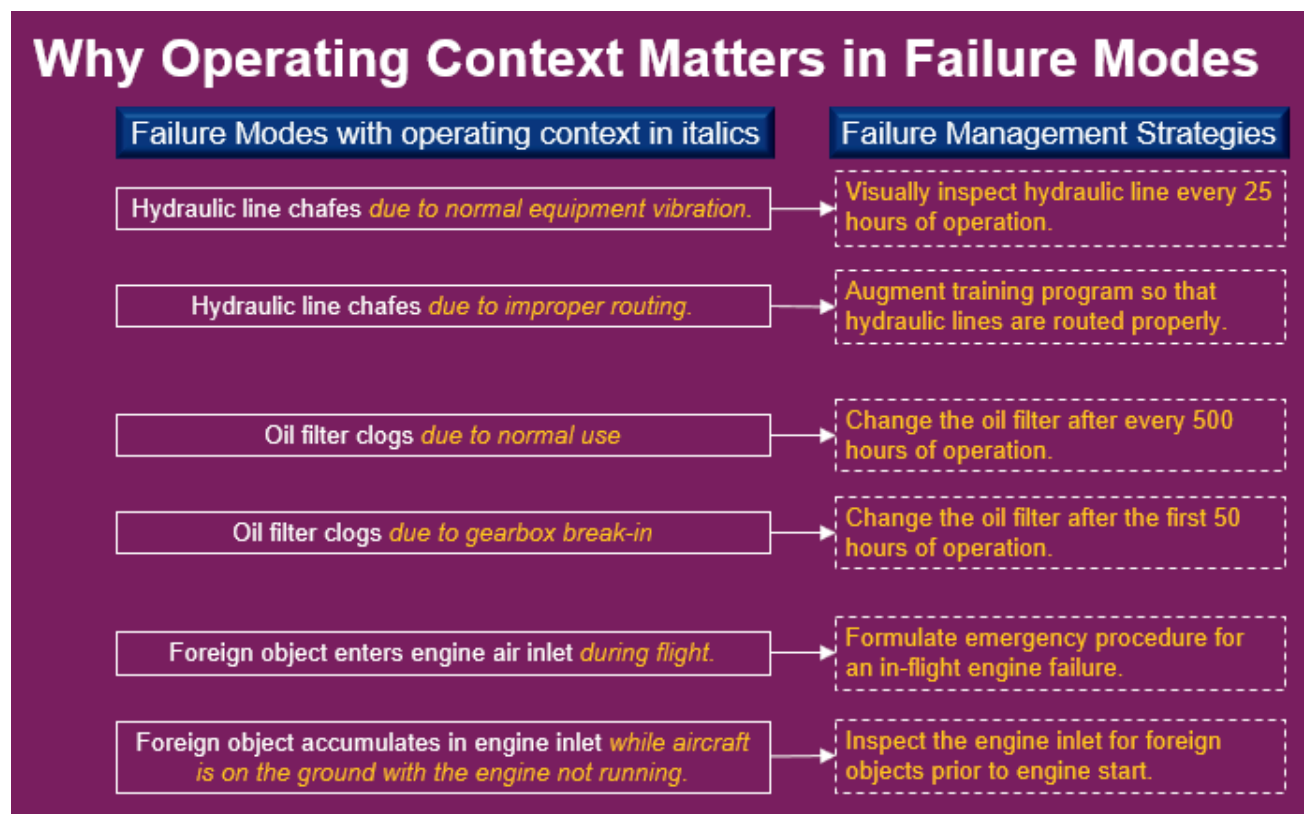 Why Operating Context Matters in Failure Modes
Failure Modes with operating context in italics
Failure Management Strategies
Hydraulic line chafes due to normal equipment vibration.
Visually inspect hydraulic line every 25
hours of operation.
Hydraulic line chafes due to improper routing.
Augment training program so that
hydraulic lines are routed properly.
Oil filter clogs due to normal use
Change the oil filter after every 500
hours of operation.
Oil filter clogs due to gearbox break-in
Change the oil filter after the first 50
hours of operation.
Foreign object enters engine air inlet during flight.
Formulate emergency procedure for
an in-flight engine failure.
Foreign object accumulates in engine inlet while aircraft
is on the ground with the engine not running.
Inspect the engine inlet for foreign
objects prior to engine start.